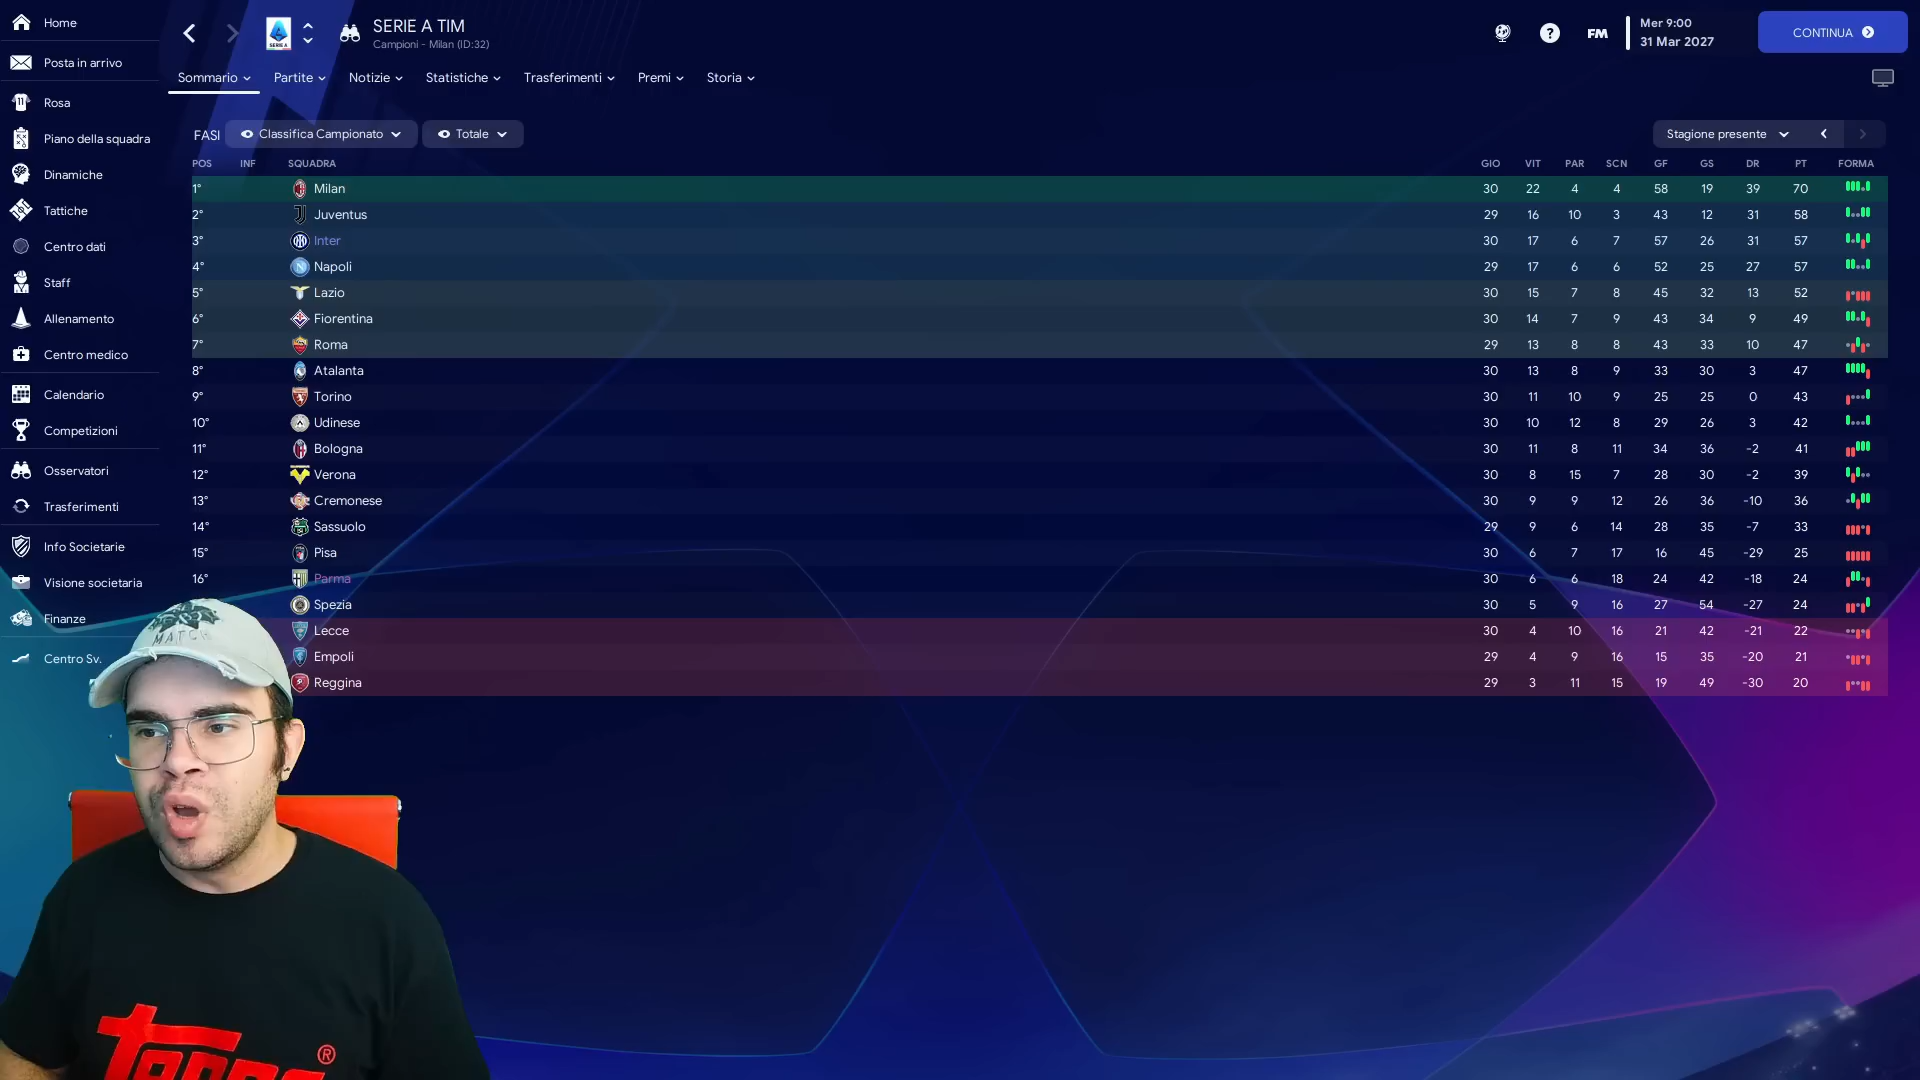 Home
Posta in arrivo
Rosa
Piano della squadra
Dinamiche
Tattiche
Centro dati
Staff
Allenamento
Centro medico
Calendario
Competizioni
Osservatori
Trasferimenti
Info Societarie
Visione societaria
Finanze
Centro Sv.
SERIE A
SERIE A TIM
Campioni - Milan (ID:32)
FM
Mer 9:00
31 Mar 2027
CONTINUA
Sommario Partite Notizie Statistiche Trasferimenti Premi Storia
FASI Classifica Campionato Totale Stagione presente
POS INF SQUADRA GIO VIT PAR SCN GF GS DR PT FORMA
1° Milan 30 22 4 4 58 19 39 70
2° Juventus 29 16 10 3 43 12 31 58
3° Inter 30 17 6 7 57 26 31 57
4° Napoli 29 17 6 6 52 25 27 57
5° Lazio 30 15 7 8 45 32 13 52
6° Fiorentina 30 14 7 9 43 34 9 49
7° Roma 29 13 8 8 43 33 10 47
8° Atalanta 30 13 8 9 33 30 3 47
9° Torino 30 11 10 9 25 25 0 43
10° Udinese 30 10 12 8 29 26 3 42
11° Bologna 30 11 8 11 34 36 -2 41
12° Verona 30 8 15 7 28 30 -2 39
13° Cremonese 30 9 9 12 26 36 -10 36
14° Sassuolo 29 9 6 14 28 35 -7 33
15° Pisa 30 6 7 17 16 45 -29 25
16° Parma 30 6 6 18 24 42 -18 24
Spezia 30 5 9 16 27 54 -27 24
Lecce 30 4 10 16 21 42 -21 22
Empoli 29 4 9 16 15 35 -20 21
Reggina 29 3 11 15 19 49 -30 20
MATCH
®